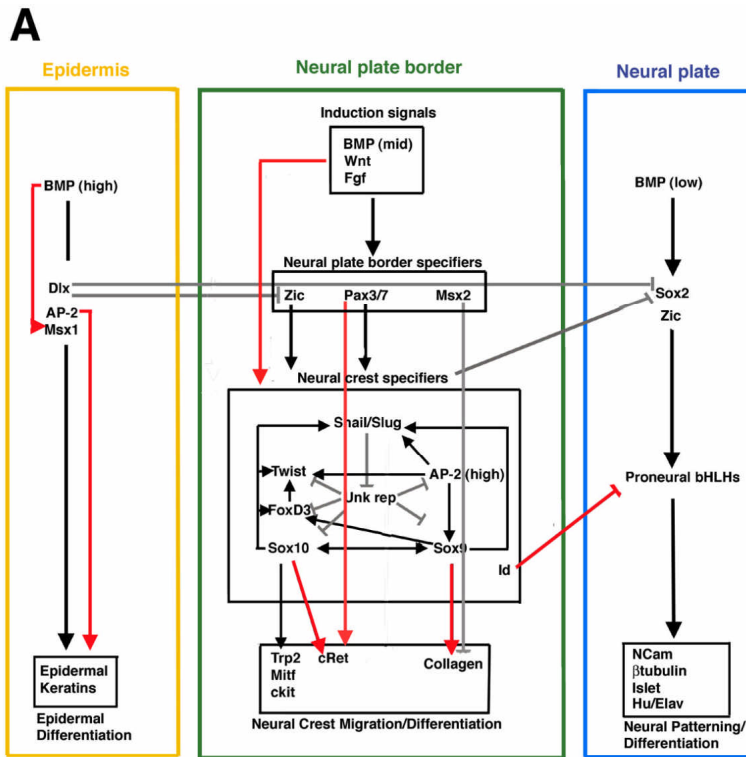 A
Epidermis
Neural plate border
Neural plate
Induction signals
BMP (mid)
Wnt
Fgf
BMP (high)
BMP (low)
Neural plate border specifiers
Dlx
Zic Pax3/7 Msx2
Sox2
AP-2
Msx1
Zic
Neural crest specifiers
Snail/Slug
Twist
AP-2 (high)
Proneural bHLHs
Unk rep
FoxD3
Sox10
Sox9
Id
Trp2
Mitf
ckit
cRet
Collagen
Neural Crest Migration/Differentiation
Epidermal
Keratins
Epidermal
Differentiation
NCam
βtubulin
Islet
Hu/Elav
Neural Patterning/
Differentiation